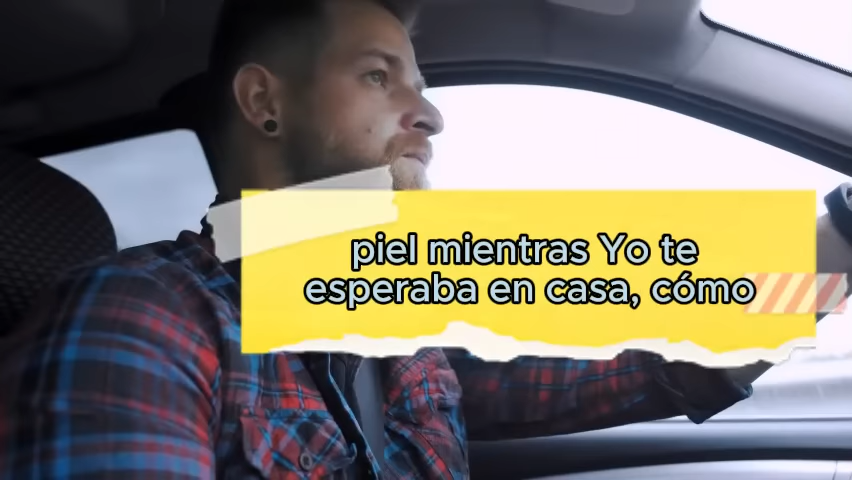 piel mientras Yo te
esperaba en casa, cómo